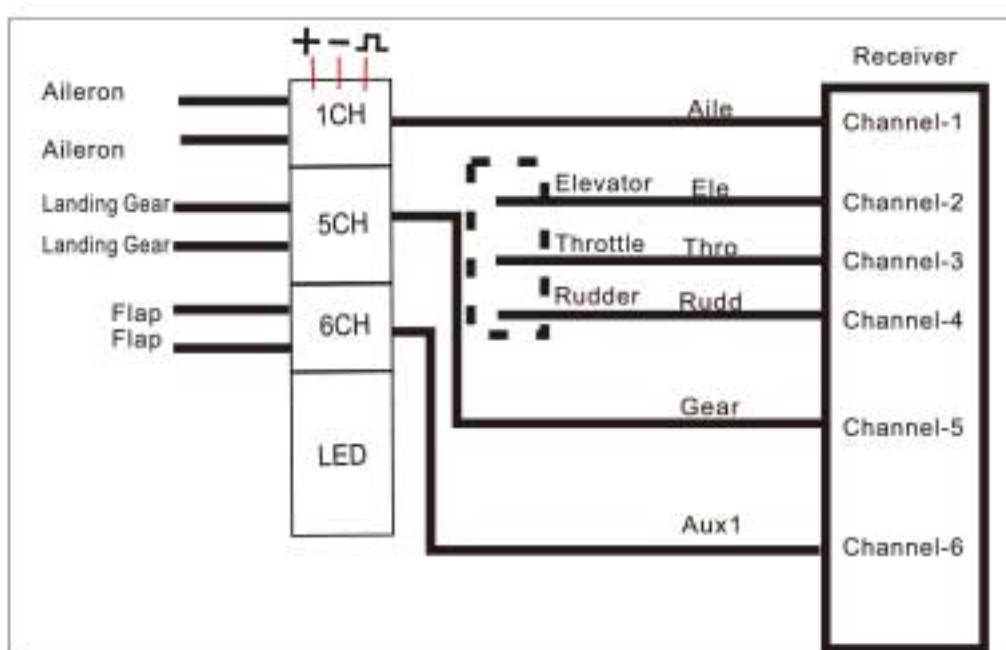 + −
Receiver
Aileron
1CH
Aile
Channel-1
Aileron
Landing Gear
5CH
Elevator
Ele
Channel-2
Landing Gear
Throttle
Thro
Channel-3
Flap
6CH
Rudder
Rudd
Channel-4
Flap
Gear
Channel-5
LED
Aux1
Channel-6